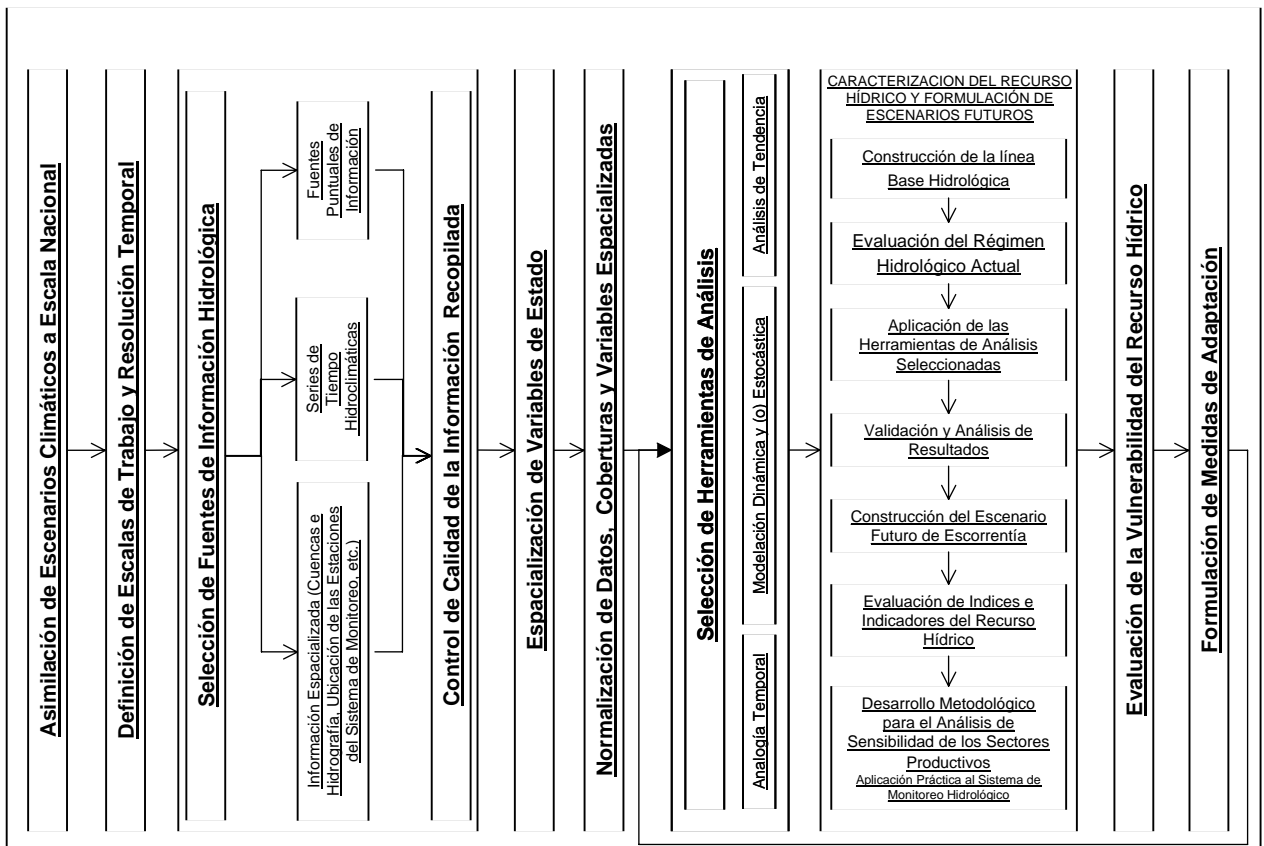 Asimilación de Escenarios Climáticos a Escala Nacional
Definición de Escalas de Trabajo y Resolución Temporal
Selección de Fuentes de Información Hidrológica
Fuentes
Puntuales de
Información
Series de
Tiempo
Hidroclimáticas
Información Espacializada (Cuencas e
Hidrografía, Ubicación de las Estaciones
del Sistema de Monitoreo, etc.)
Control de Calidad de la Información Recopilada
Espacialización de Variables de Estado
Normalización de Datos, Coberturas y Variables Espacializadas
Selección de Herramientas de Análisis
Análisis de Tendencia
Modelación Dinámica y (o) Estocástica
Analogía Temporal
CARACTERIZACION DEL RECURSO
HÍDRICO Y FORMULACIÓN DE
ESCENARIOS FUTUROS
Construcción de la línea
Base Hidrológica
Evaluación del Régimen
Hidrológico Actual
Aplicación de las
Herramientas de Análisis
Seleccionadas
Validación y Análisis de
Resultados
Construcción del Escenario
Futuro de Escorrentía
Evaluación de Indices e
Indicadores del Recurso
Hídrico
Desarrollo Metodológico
para el Análisis de
Sensibilidad de los Sectores
Productivos
Aplicación Práctica al Sistema de
Monitoreo Hidrológico
Evaluación de la Vulnerabilidad del Recurso Hídrico
Formulación de Medidas de Adaptación